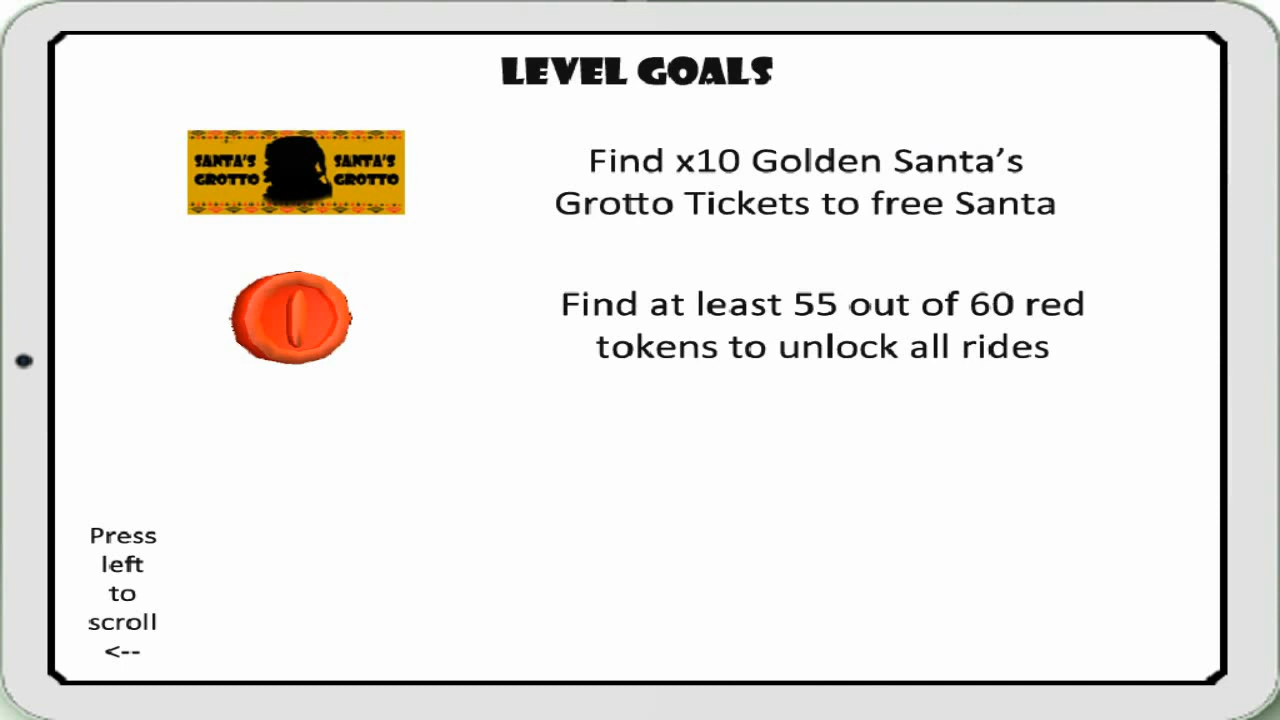 LEVEL GOALS
SANTA'S GROTTO
SANTA'S GROTTO
Find x10 Golden Santa’s
Grotto Tickets to free Santa
Find at least 55 out of 60 red
tokens to unlock all rides
Press
left
to
scroll
<--